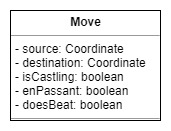 Move
- source: Coordinate
- destination: Coordinate
- isCastling: boolean
- enPassant: boolean
- doesBeat: boolean